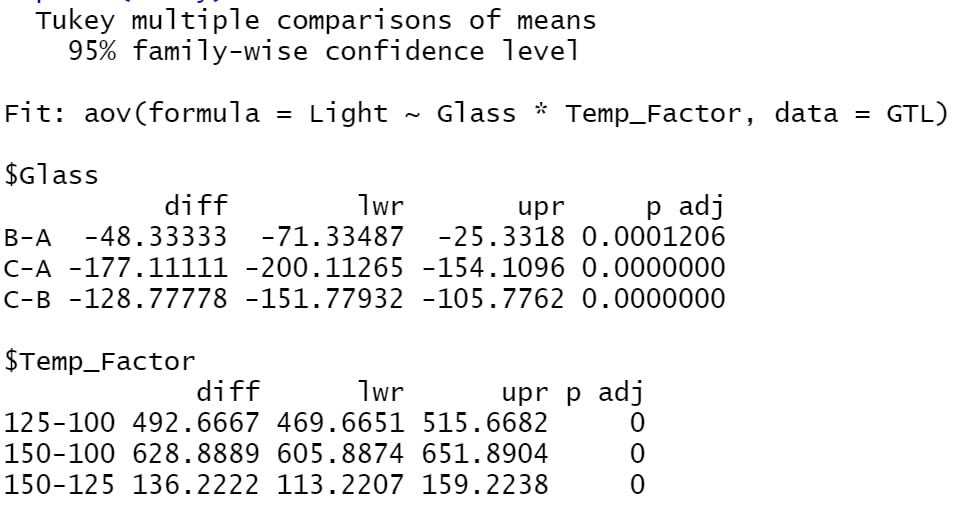 Tukey multiple comparisons of means
95% family-wise confidence level
Fit: aov(formula = Light ~ Glass * Temp_Factor, data = GTL)
$Glass
diff lwr upr p adj
B-A -48.33333 -71.33487 -25.3318 0.0001206
C-A -177.11111 -200.11265 -154.1096 0.0000000
C-B -128.77778 -151.77932 -105.7762 0.0000000
$Temp_Factor
diff lwr upr p adj
125-100 492.6667 469.6651 515.6682 0
150-100 628.8889 605.8874 651.8904 0
150-125 136.2222 113.2207 159.2238 0